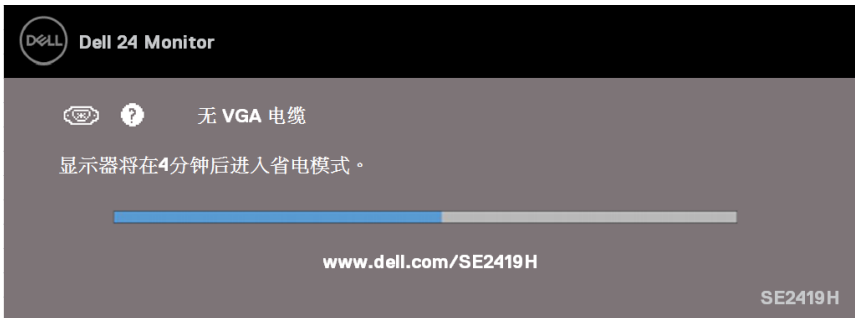 DELL Dell 24 Monitor
? 无 VGA 电缆
显示器将在4分钟后进入省电模式。
www.dell.com/SE2419H
SE2419H